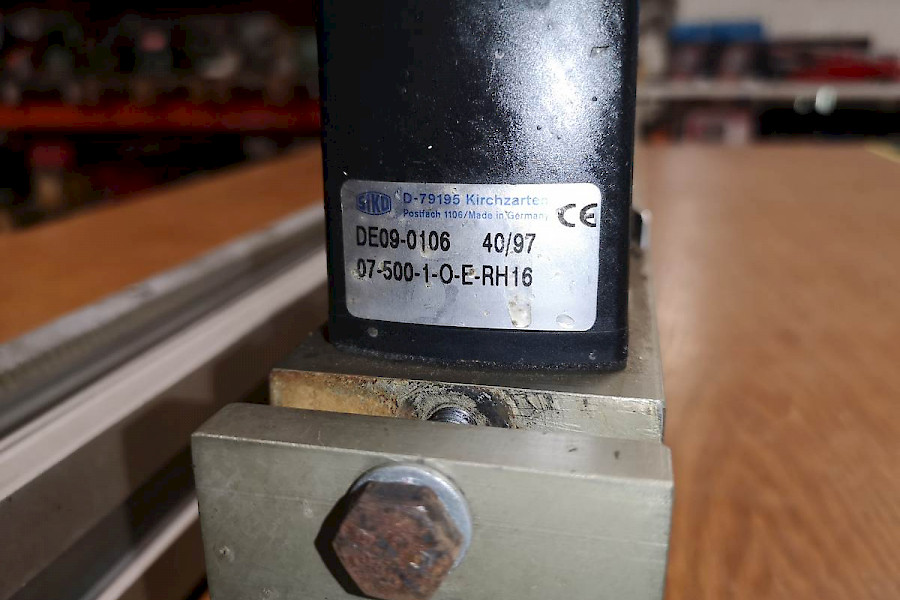 SIKO D-79195 Kirchzarten
Postfach 1106/Made in Germany
CE
DE09-0106 40/97
07-500-1-O-E-RH16